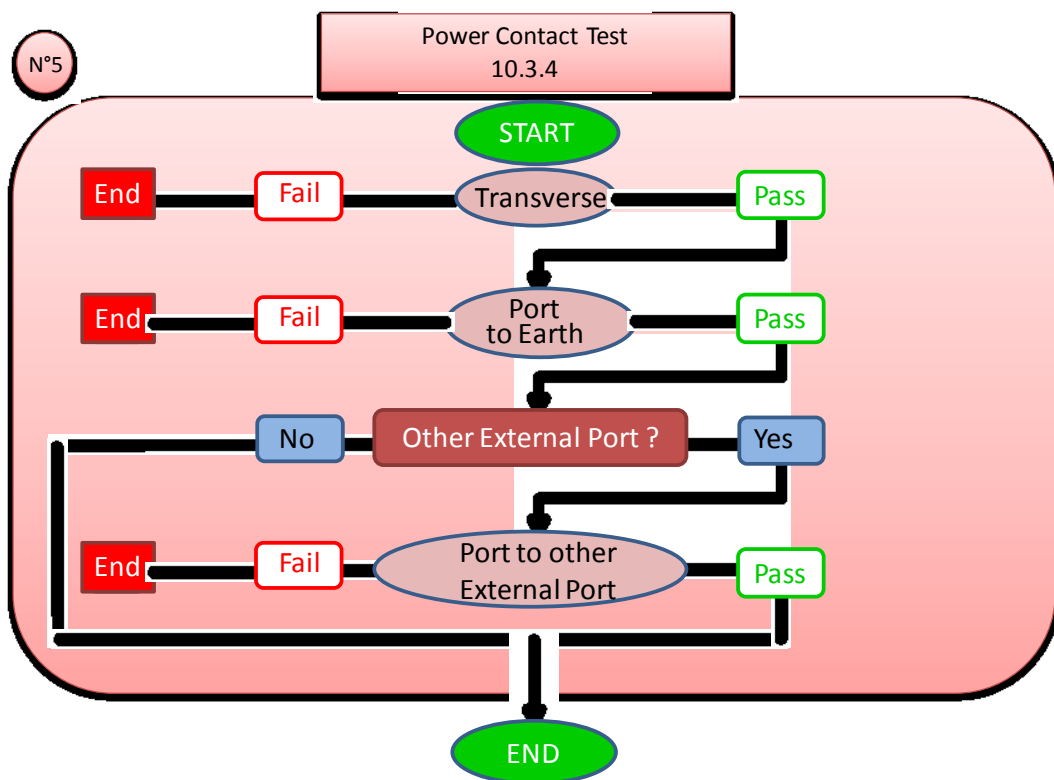 Power Contact Test
10.3.4
N°5
START
End
Fail
Transverse
Pass
End
Fail
Port
to Earth
Pass
No
Other External Port ?
Yes
End
Fail
Port to other
External Port
Pass
END